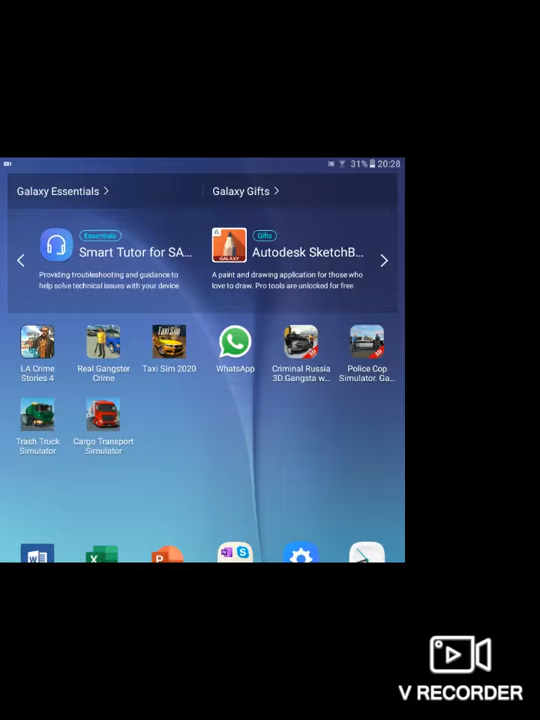 31% 20:28
Galaxy Essentials
Galaxy Gifts
Essentials
Smart Tutor for SA...
Providing troubleshooting and guidance to
help solve technical issues with your device
Gifts
Autodesk SketchB...
A paint and drawing application for those who
love to draw. Pro tools are unlocked for free.
A
GALAXY
LA Crime
Stories 4
Real Gangster
Crime
TAXI SIM
Taxi Sim 2020
WhatsApp
Criminal Russia
3D.Gangsta w...
Police Cop
Simulator. Ga...
Trash Truck
Simulator
Cargo Transport
Simulator
W
X
P
N
S
V RECORDER